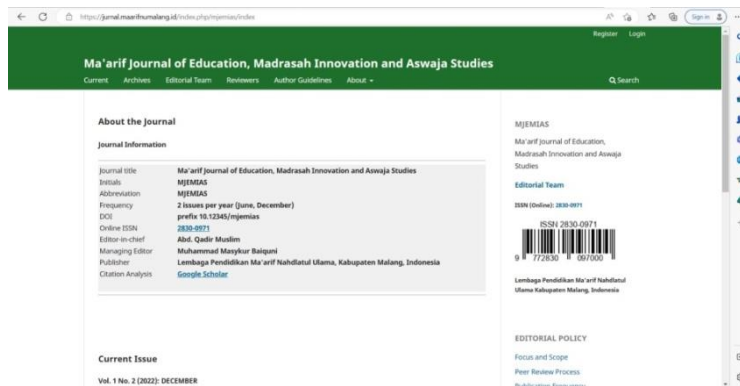 https://jurnal.maarifnumalang.id/index.php/mjemias/index
Sign in
Register Login
Ma'arif Journal of Education, Madrasah Innovation and Aswaja Studies
Current Archives Editorial Team Reviewers Author Guidelines About
Search
About the Journal
Journal Information
Journal title Ma'arif Journal of Education, Madrasah Innovation and Aswaja Studies
Initials MJEMIAS
Abbreviation MJEMIAS
Frequency 2 issues per year (June, December)
DOI prefix 10.12345/mjemias
Online ISSN 2830-0971
Editor-in-chief Abd. Qadir Muslim
Managing Editor Muhammad Masykur Baiquni
Publisher Lembaga Pendidikan Ma'arif Nahdlatul Ulama, Kabupaten Malang, Indonesia
Citation Analysis Google Scholar
Current Issue
Vol. 1 No. 2 (2022): DECEMBER
MJEMIAS
Ma'arif Journal of Education,
Madrasah Innovation and Aswaja
Studies
Editorial Team
ISSN (Online): 2830-0971
ISSN 2830-0971
9 772830 097000
Lembaga Pendidikan Ma'arif Nahdlatul
Ulama Kabupaten Malang, Indonesia
EDITORIAL POLICY
Focus and Scope
Peer Review Process
Publication Frequency